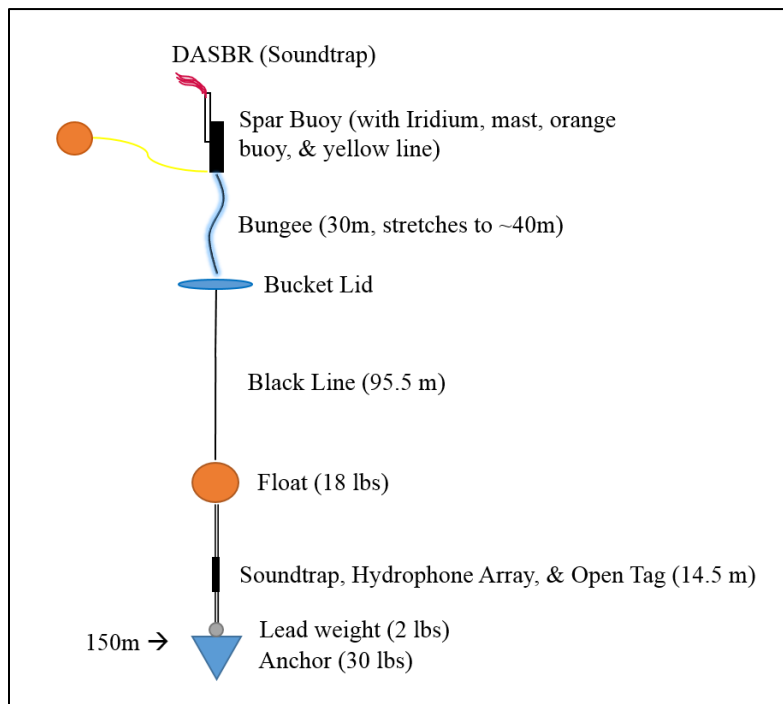 DASBR (Soundtrap)
Spar Buoy (with Iridium, mast, orange
buoy, & yellow line)
Bungee (30m, stretches to ~40m)
Bucket Lid
Black Line (95.5 m)
Float (18 lbs)
Soundtrap, Hydrophone Array, & Open Tag (14.5 m)
150m →
Lead weight (2 lbs)
Anchor (30 lbs)